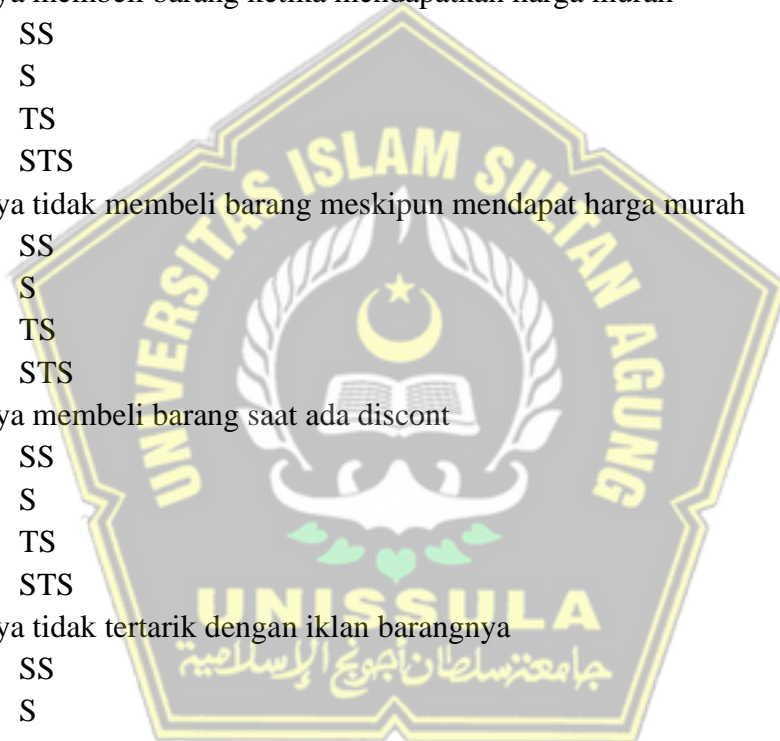 ya membeli barang ketika mendapatkan harga murah
SS
S
TS
STS
ya tidak membeli barang meskipun mendapat harga murah
SS
S
TS
STS
ya membeli barang saat ada discont
SS
S
TS
STS
ya tidak tertarik dengan iklan barangnya
SS
S
UNIVERSITAS ISLAM SULTAN AGUNG
UNISSULA
جامعتسلطان أجونج الإسلامية